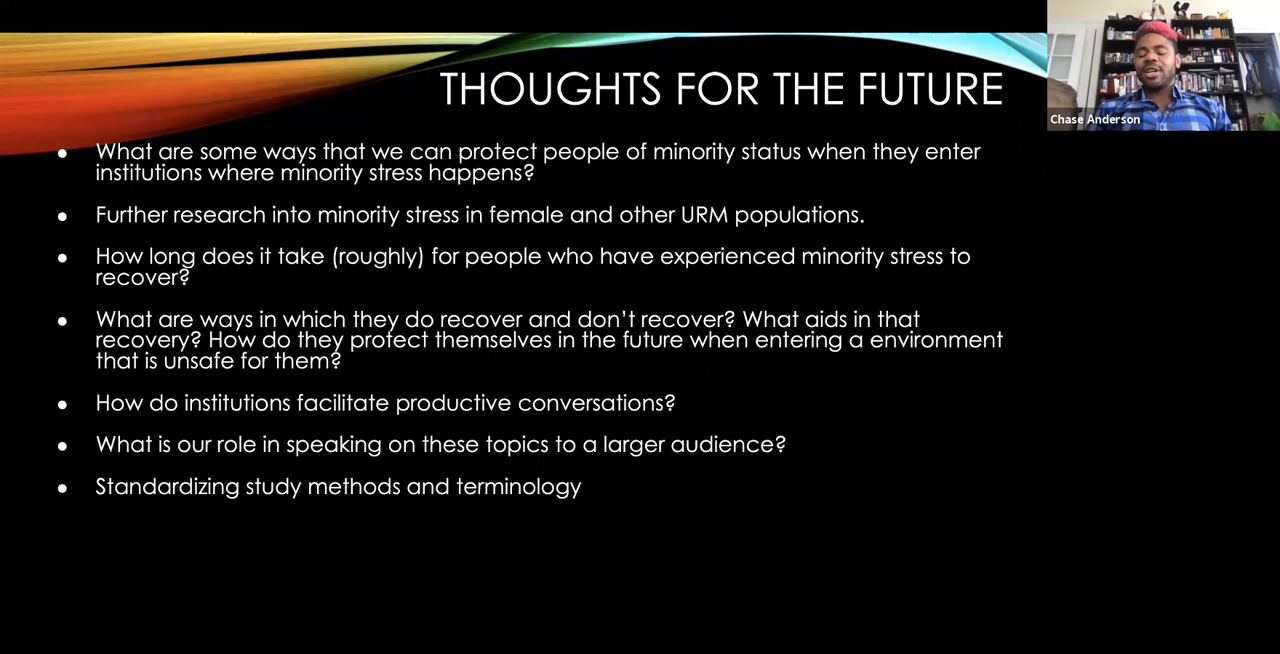 THOUGHTS FOR THE FUTURE
Chase Anderson
● What are some ways that we can protect people of minority status when they enter
institutions where minority stress happens?
● Further research into minority stress in female and other URM populations.
● How long does it take (roughly) for people who have experienced minority stress to
recover?
● What are ways in which they do recover and don’t recover? What aids in that
recovery? How do they protect themselves in the future when entering a environment
that is unsafe for them?
● How do institutions facilitate productive conversations?
● What is our role in speaking on these topics to a larger audience?
● Standardizing study methods and terminology